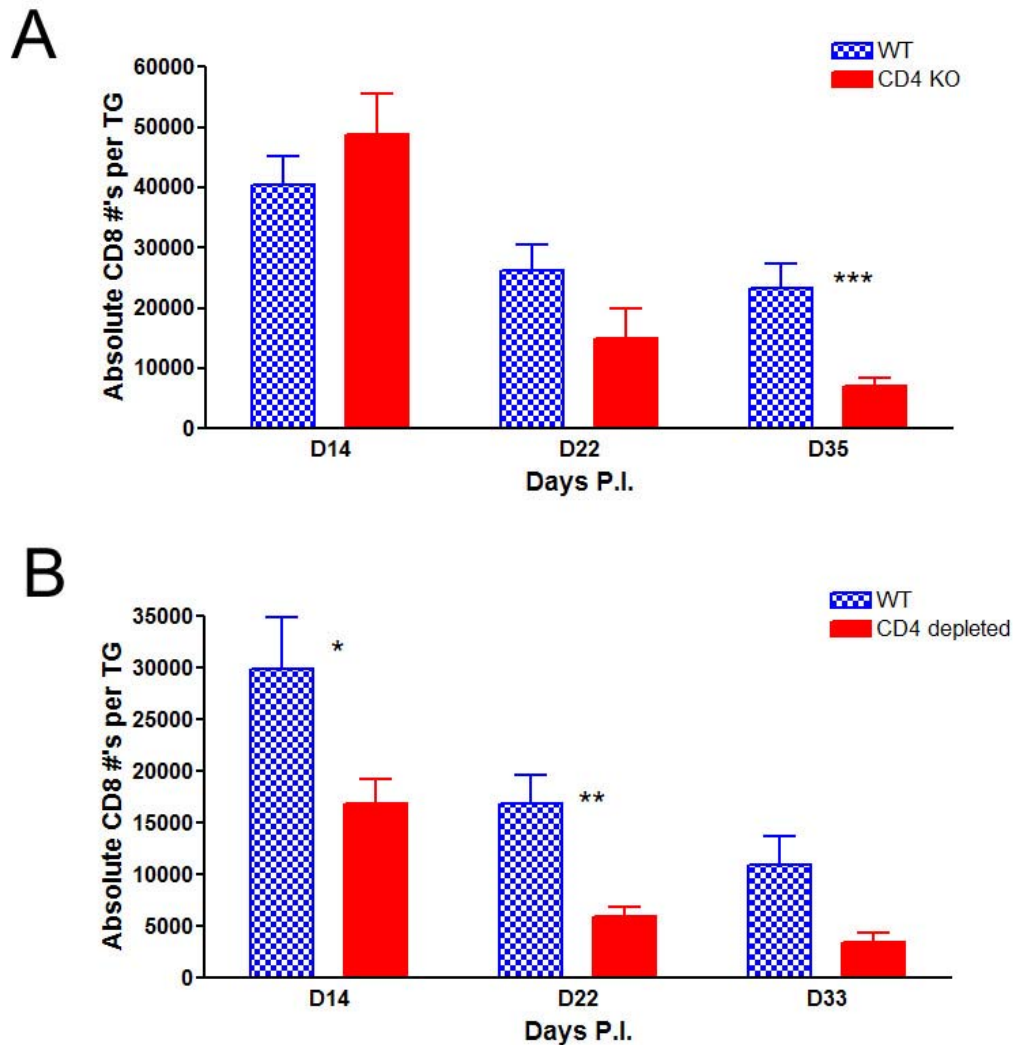 A
WT
CD4 KO
Absolute CD8 #'s per TG
60000
50000
40000
30000
20000
10000
0
***
D14 D22 D35
Days P.I.
B
WT
CD4 depleted
Absolute CD8 #'s per TG
35000
30000
25000
20000
15000
10000
5000
0
*
**
D14 D22 D33
Days P.I.